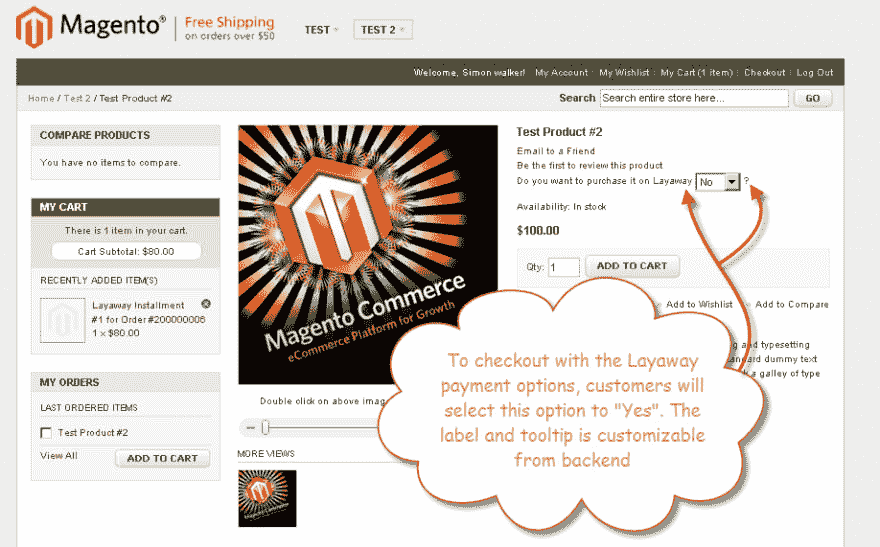 Magento®
Free Shipping
on orders over $50
TEST
TEST 2
Welcome, Simon walker! My Account My Wishlist My Cart (1 item) Checkout Log Out
Home / Test 2 / Test Product #2
Search Search entire store here... GO
COMPARE PRODUCTS
You have no items to compare.
MY CART
There is 1 item in your cart.
Cart Subtotal: $80.00
RECENTLY ADDED ITEM(S)
Layaway Installment
#1 for Order #200000006
1 x $80.00
MY ORDERS
LAST ORDERED ITEMS
Test Product #2
View All ADD TO CART
Magento Commerce
eCommerce Platform for Growth
Double click on above imag
MORE VIEWS
Test Product #2
Email to a Friend
Be the first to review this product
Do you want to purchase it on Layaway No ?
Availability: In stock
$100.00
Qty: 1 ADD TO CART
Add to Wishlist Add to Compare
g and typesetting
andard dummy text
k a galley of type
To checkout with the Layaway
payment options, customers will
select this option to "Yes". The
label and tooltip is customizable
from backend